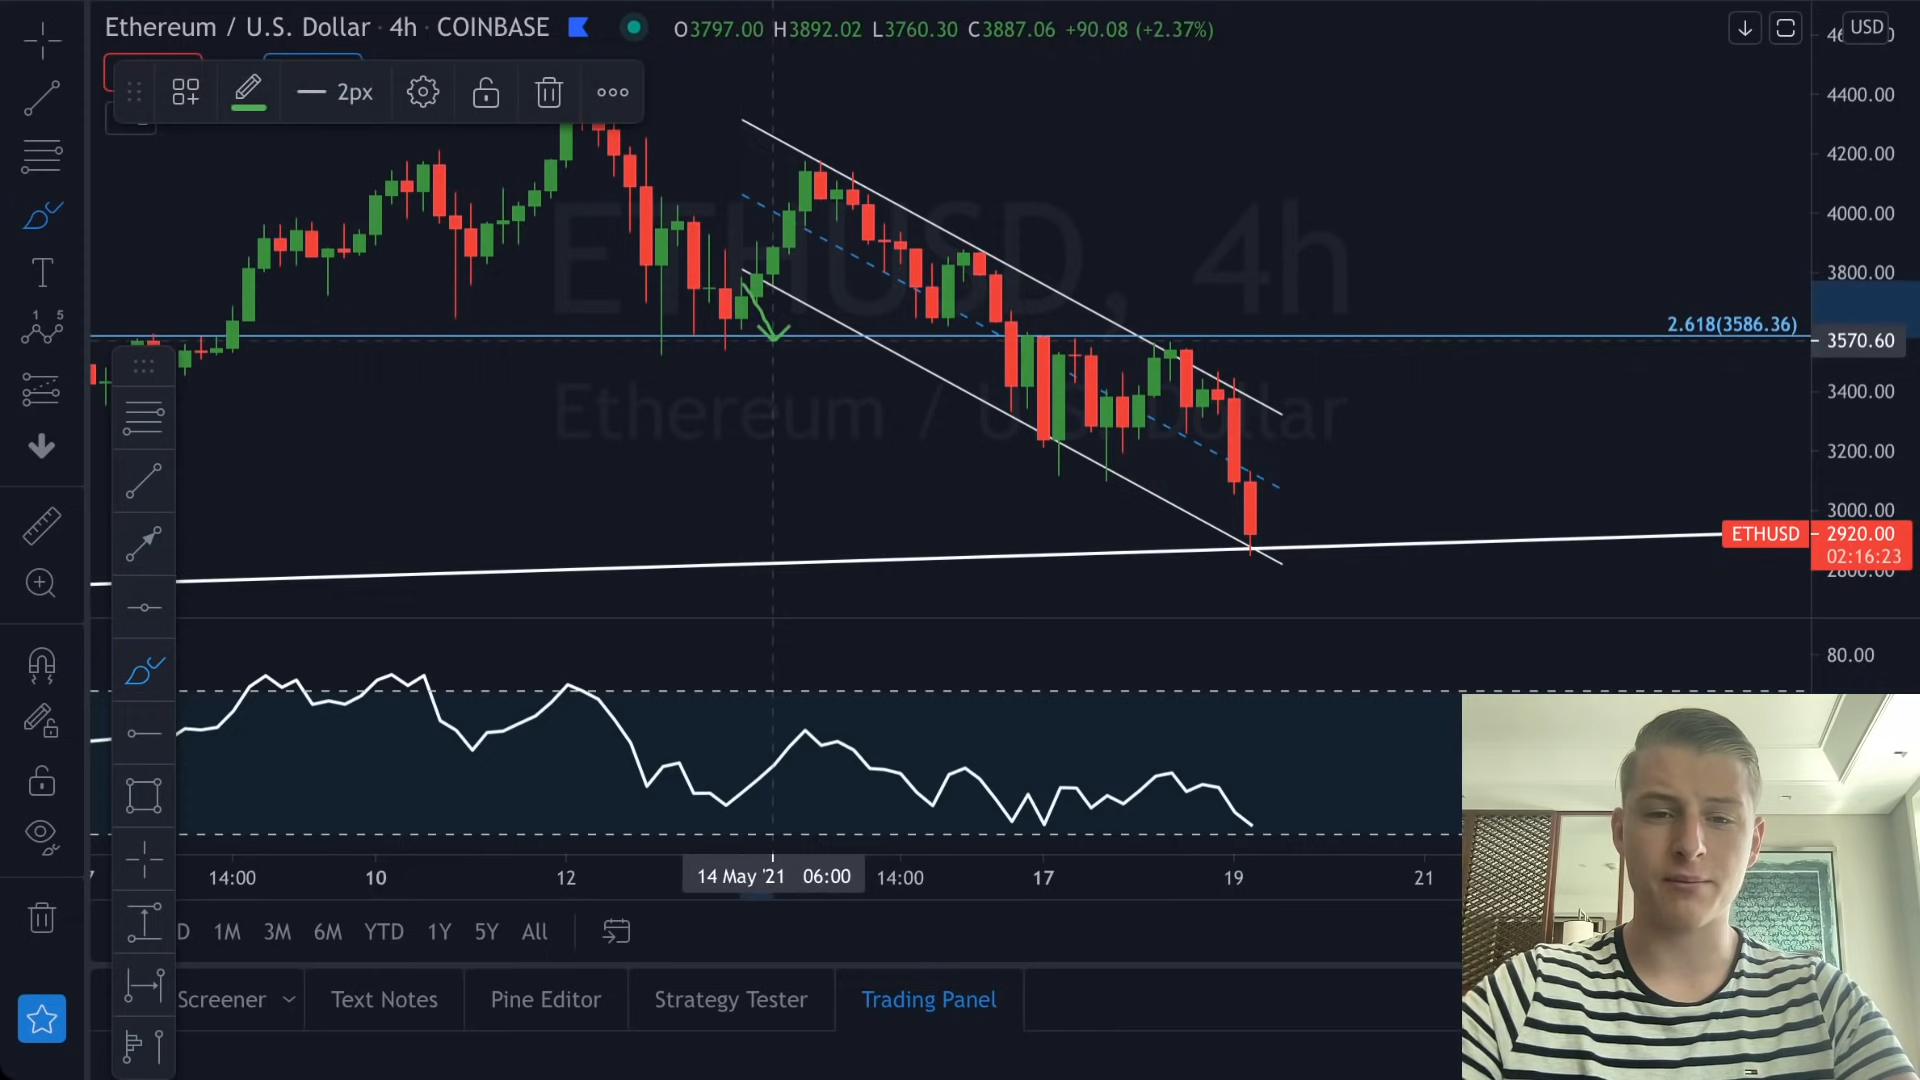 Ethereum / U.S. Dollar · 4h · COINBASE
O3797.00 H3892.02 L3760.30 C3887.06 +90.08 (+2.37%)
USD
2px
4400.00
4200.00
4000.00
3800.00
ETHUSD, 4h
Ethereum / U.S. Dollar
2.618(3586.36)
3570.60
3400.00
3200.00
3000.00
ETHUSD
2920.00
02:16:23
2800.00
80.00
14:00
10
12
14 May '21 06:00
14:00
17
19
21
D 1M 3M 6M YTD 1Y 5Y All
Screener
Text Notes
Pine Editor
Strategy Tester
Trading Panel
T
1 5